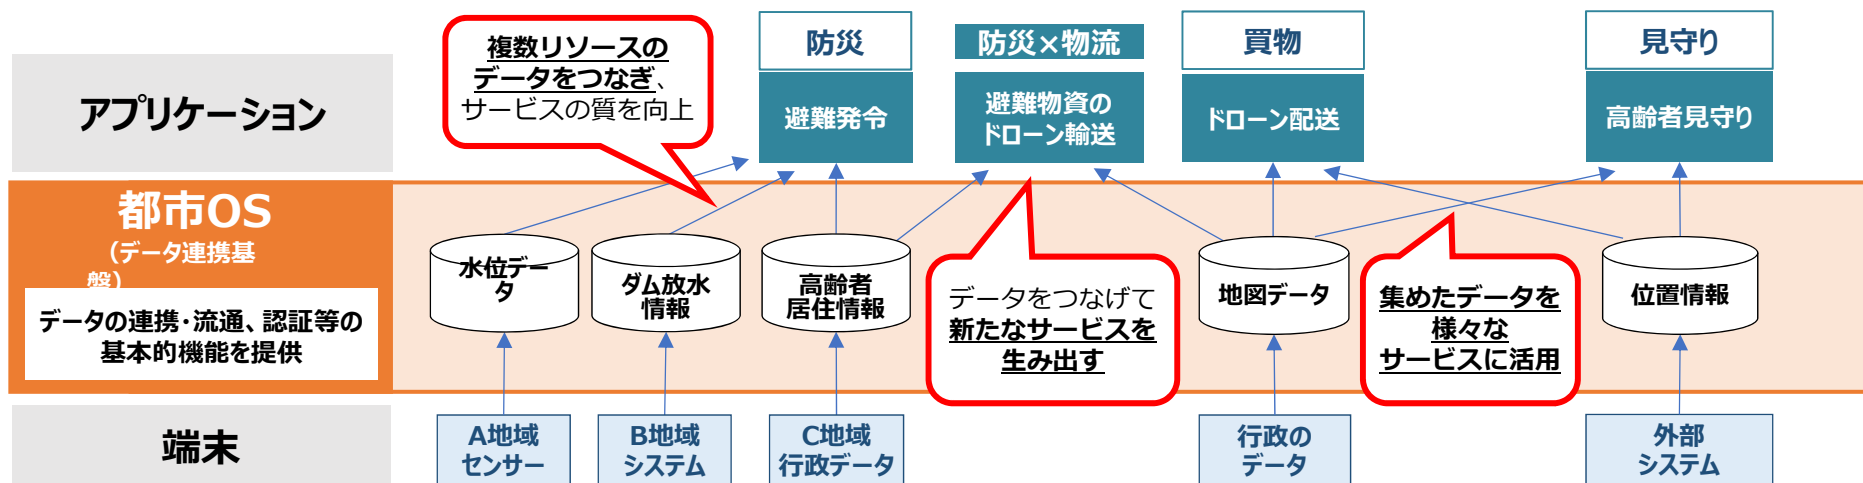 複数リソースの
データをつなぎ、
サービスの質を向上
防災
防災×物流
買物
見守り
アプリケーション
避難発令
避難物資の
ドローン輸送
ドローン配送
高齢者見守り
都市OS
（データ連携基
盤）
データの連携・流通、認証等の
基本的機能を提供
水位デー
タ
ダム放水
情報
高齢者
居住情報
データをつなげて
新たなサービスを
生み出す
地図データ
集めたデータを
様々な
サービスに活用
位置情報
端末
A地域
センサー
B地域
システム
C地域
行政データ
行政の
データ
外部
システム